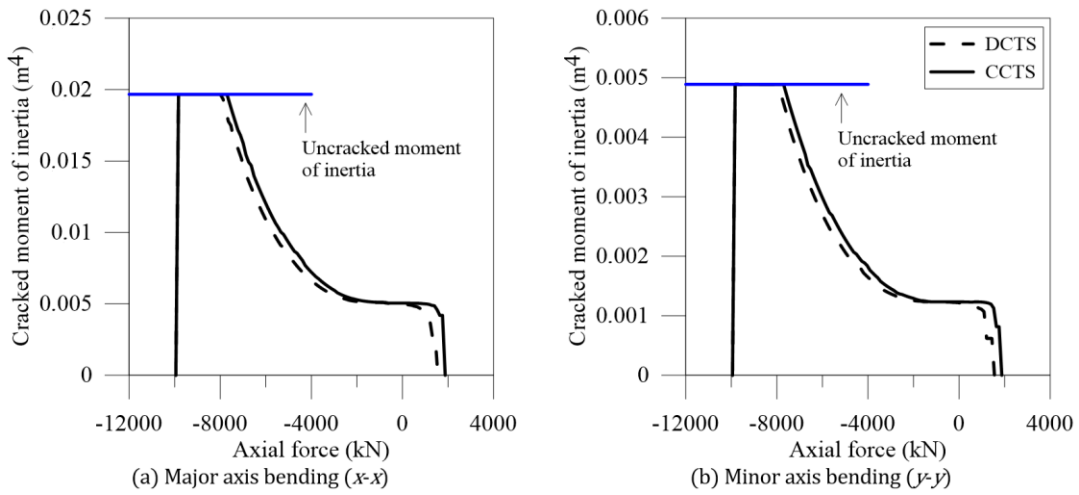 0.025
0.02
0.015
0.01
0.005
0
Cracked moment of inertia (m⁴)
Uncracked moment
of inertia
-12000 -8000 -4000 0 4000
Axial force (kN)
(a) Major axis bending (x-x)
0.006
0.005
0.004
0.003
0.002
0.001
0
Cracked moment of inertia (m⁴)
DCTS
CCTS
Uncracked moment
of inertia
-12000 -8000 -4000 0 4000
Axial force (kN)
(b) Minor axis bending (y-y)